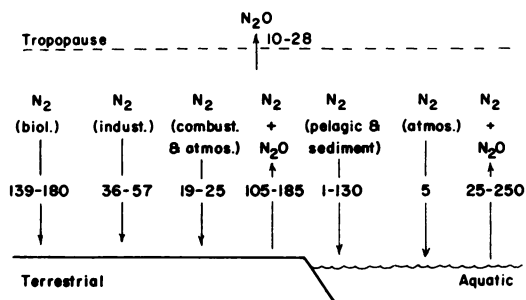 N2O
Tropopause 10-28
N2 N2 N2 N2 N2 N2 N2
(biol.) (indust.) (combust. + (pelagic & (atmos.) +
& atmos.) N2O sediment) N2O
139-180 36-57 19-25 105-185 1-130 5 25-250
Terrestrial Aquatic